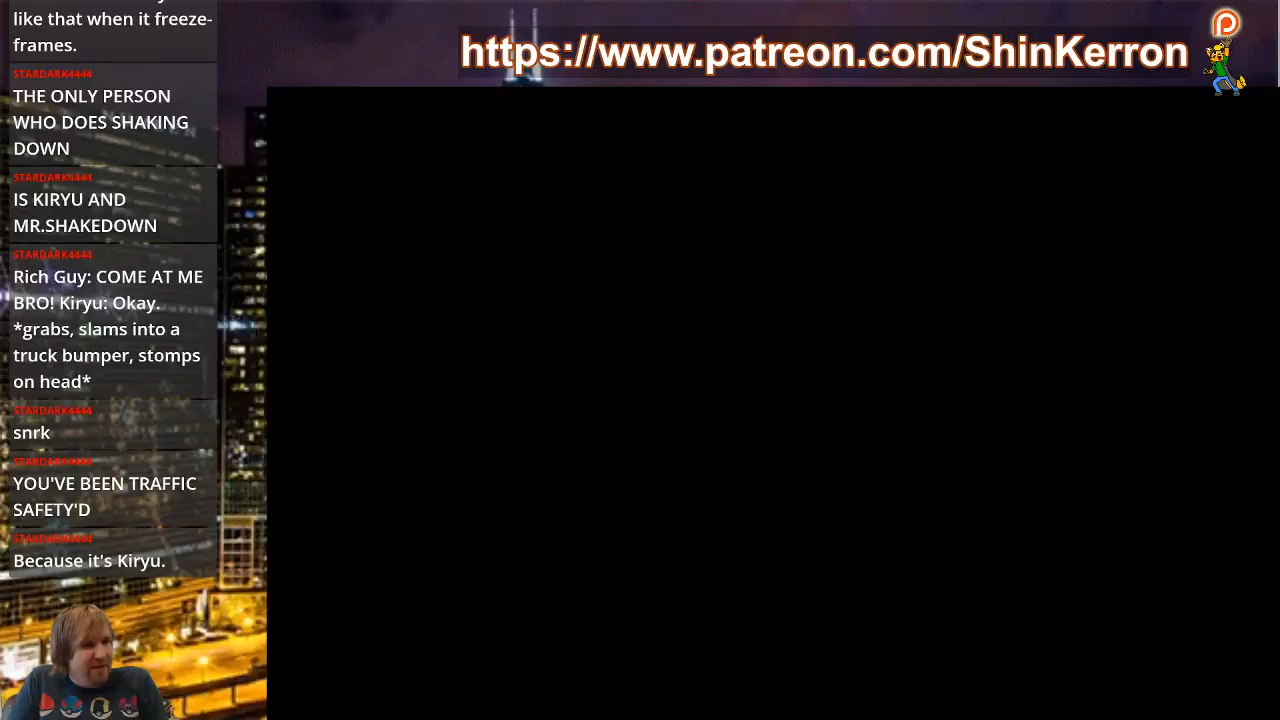 like that when it freeze-
frames.
https://www.patreon.com/ShinKerron
STARDARK4444
THE ONLY PERSON
WHO DOES SHAKING
DOWN
STARDARK4444
IS KIRYU AND
MR.SHAKEDOWN
STARDARK4444
Rich Guy: COME AT ME
BRO! Kiryu: Okay.
*grabs, slams into a
truck bumper, stomps
on head*
STARDARK4444
snrk
STARDARK4444
YOU'VE BEEN TRAFFIC
SAFETY'D
STARDARK4444
Because it's Kiryu.